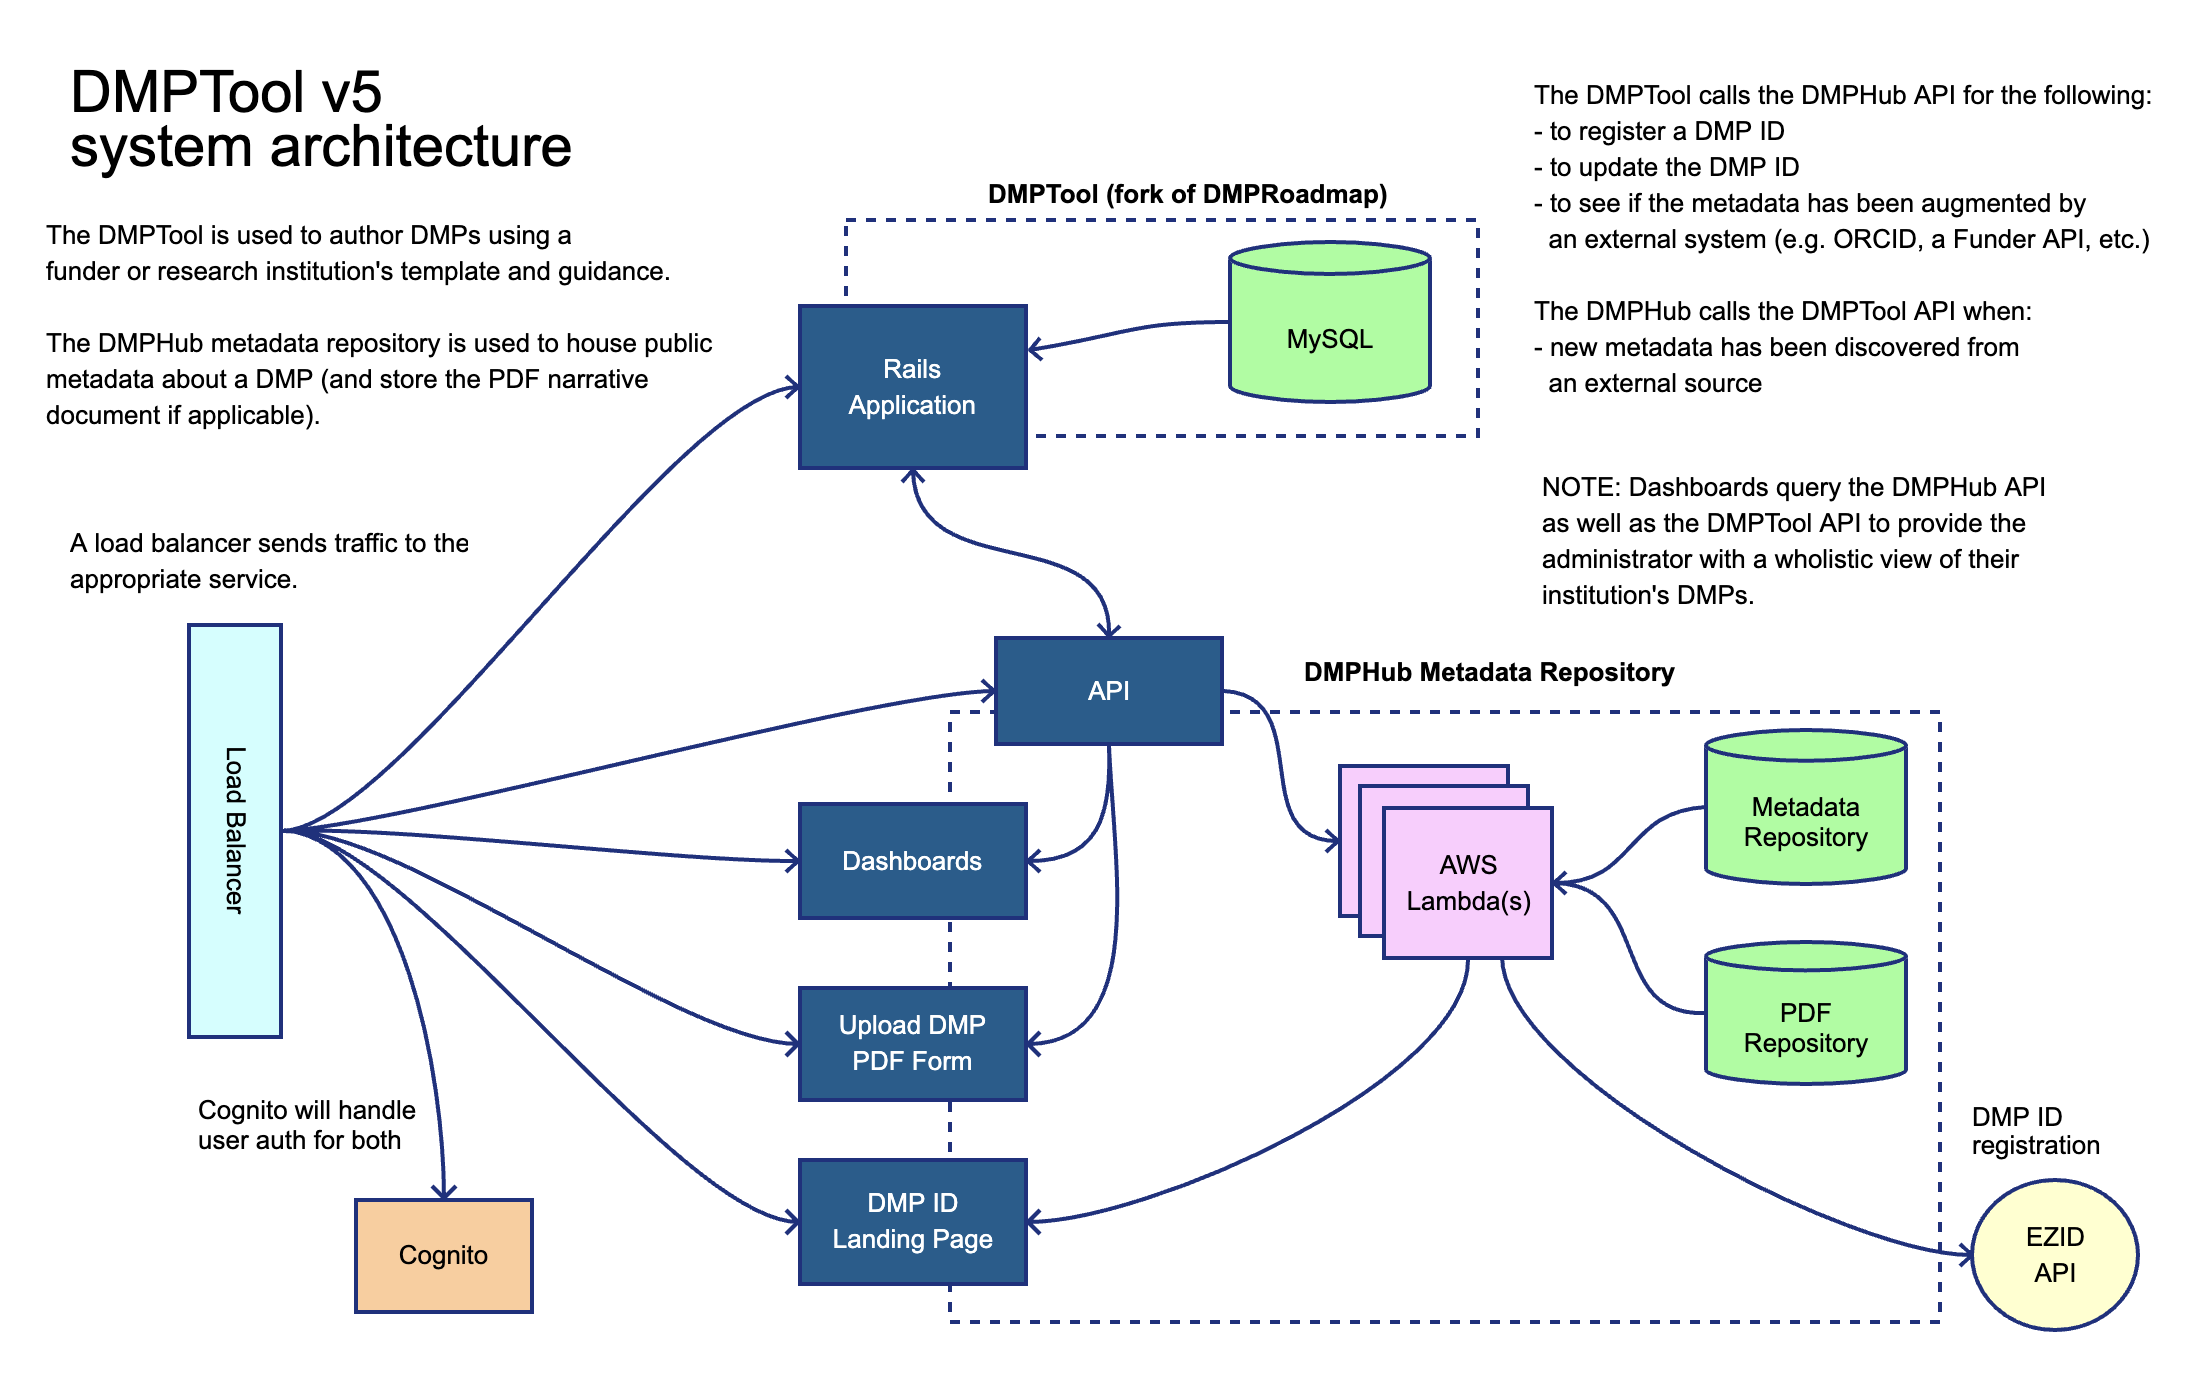 DMPTool v5
system architecture
The DMPTool is used to author DMPs using a
funder or research institution's template and guidance.
The DMPHub metadata repository is used to house public
metadata about a DMP (and store the PDF narrative
document if applicable).
A load balancer sends traffic to the
appropriate service.
Load Balancer
Cognito will handle
user auth for both
Cognito
DMPTool (fork of DMPRoadmap)
Rails
Application
MySQL
API
Dashboards
Upload DMP
PDF Form
DMP ID
Landing Page
The DMPTool calls the DMPHub API for the following:
- to register a DMP ID
- to update the DMP ID
- to see if the metadata has been augmented by
an external system (e.g. ORCID, a Funder API, etc.)
The DMPHub calls the DMPTool API when:
- new metadata has been discovered from
an external source
NOTE: Dashboards query the DMPHub API
as well as the DMPTool API to provide the
administrator with a wholistic view of their
institution's DMPs.
DMPHub Metadata Repository
AWS
Lambda(s)
Metadata
Repository
PDF
Repository
DMP ID
registration
EZID
API